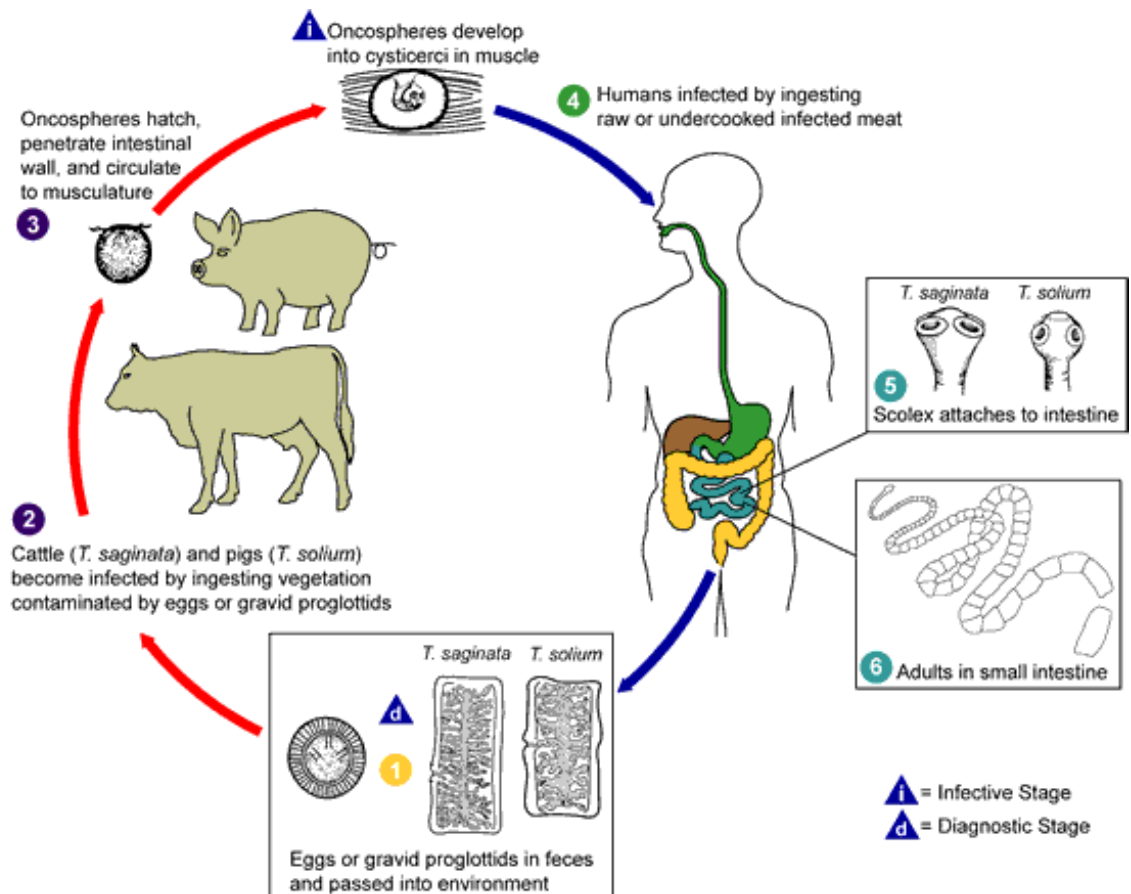 i
Oncospheres develop
into cysticerci in muscle
4
Humans infected by ingesting
raw or undercooked infected meat
Oncospheres hatch,
penetrate intestinal
wall, and circulate
to musculature
3
T. saginata T. solium
5
Scolex attaches to intestine
6
Adults in small intestine
2
Cattle (T. saginata) and pigs (T. solium)
become infected by ingesting vegetation
contaminated by eggs or gravid proglottids
T. saginata T. solium
d
1
Eggs or gravid proglottids in feces
and passed into environment
i = Infective Stage
d = Diagnostic Stage